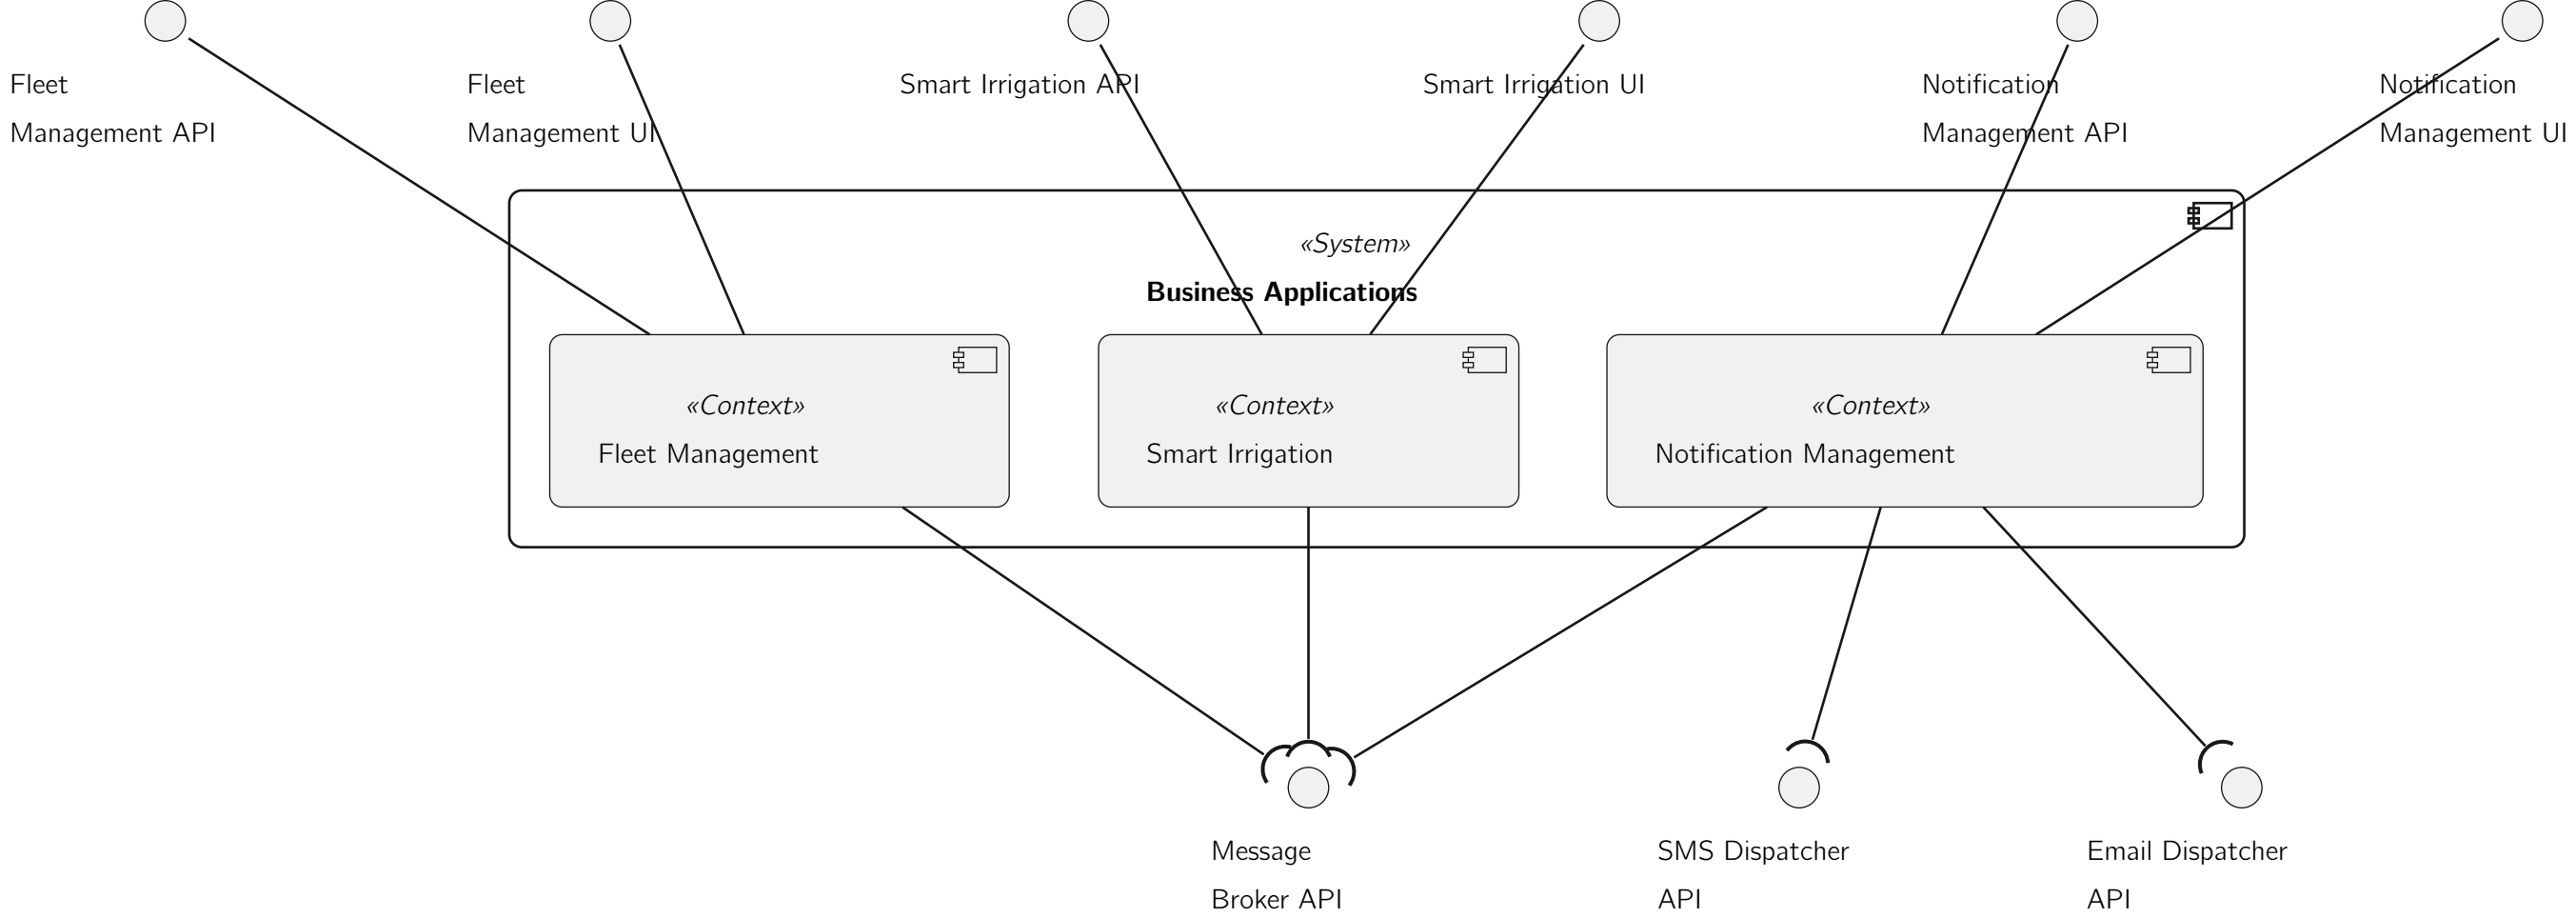 Fleet
Management API
Fleet
Management UI
Smart Irrigation API
Smart Irrigation UI
Notification
Management API
Notification
Management UI
«System»
Business Applications
«Context»
Fleet Management
«Context»
Smart Irrigation
«Context»
Notification Management
Message
Broker API
SMS Dispatcher
API
Email Dispatcher
API